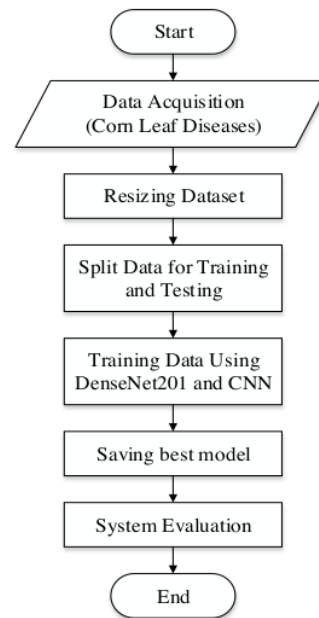 Start
Data Acquisition
(Corn Leaf Diseases)
Resizing Dataset
Split Data for Training
and Testing
Training Data Using
DenseNet201 and CNN
Saving best model
System Evaluation
End